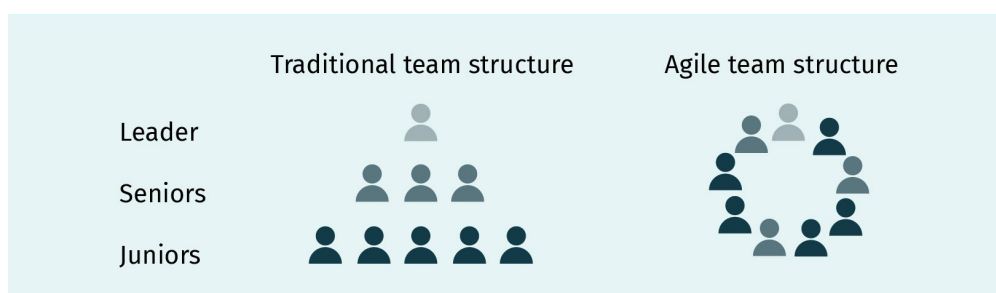 Traditional team structure
Agile team structure
Leader
Seniors
Juniors